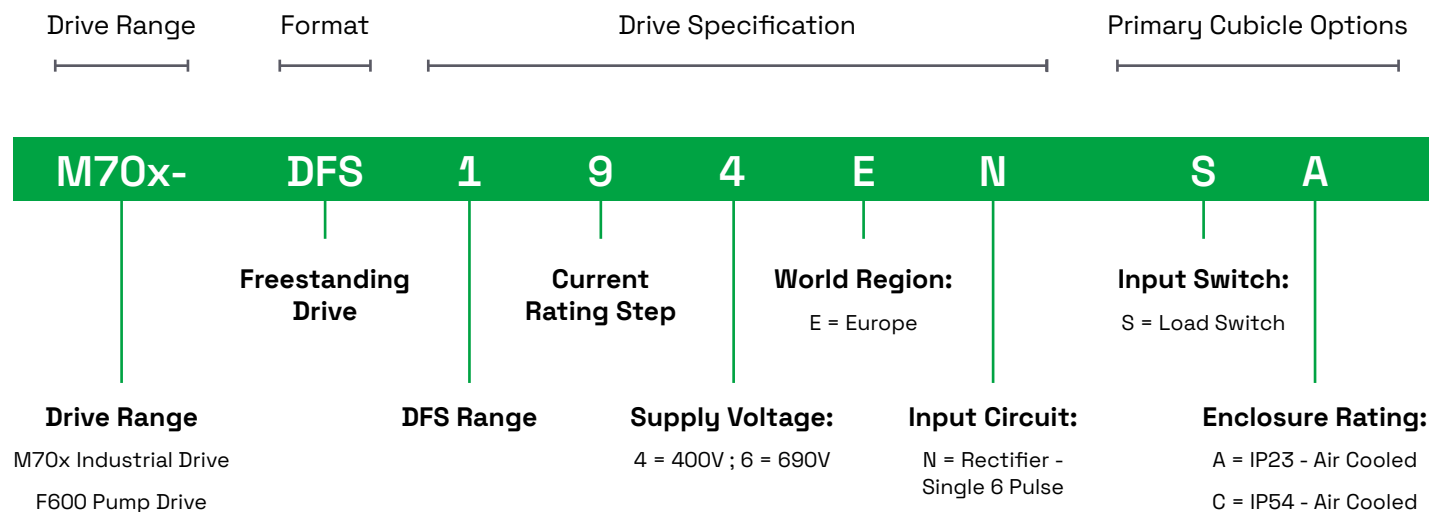 Drive Range
Format
Drive Specification
Primary Cubicle Options
M70x- DFS 1 9 4 E N S A
Freestanding
Drive
Current
Rating Step
World Region:
E = Europe
Input Switch:
S = Load Switch
Drive Range
M70x Industrial Drive
F600 Pump Drive
DFS Range
Supply Voltage:
4 = 400V ; 6 = 690V
Input Circuit:
N = Rectifier -
Single 6 Pulse
Enclosure Rating:
A = IP23 - Air Cooled
C = IP54 - Air Cooled